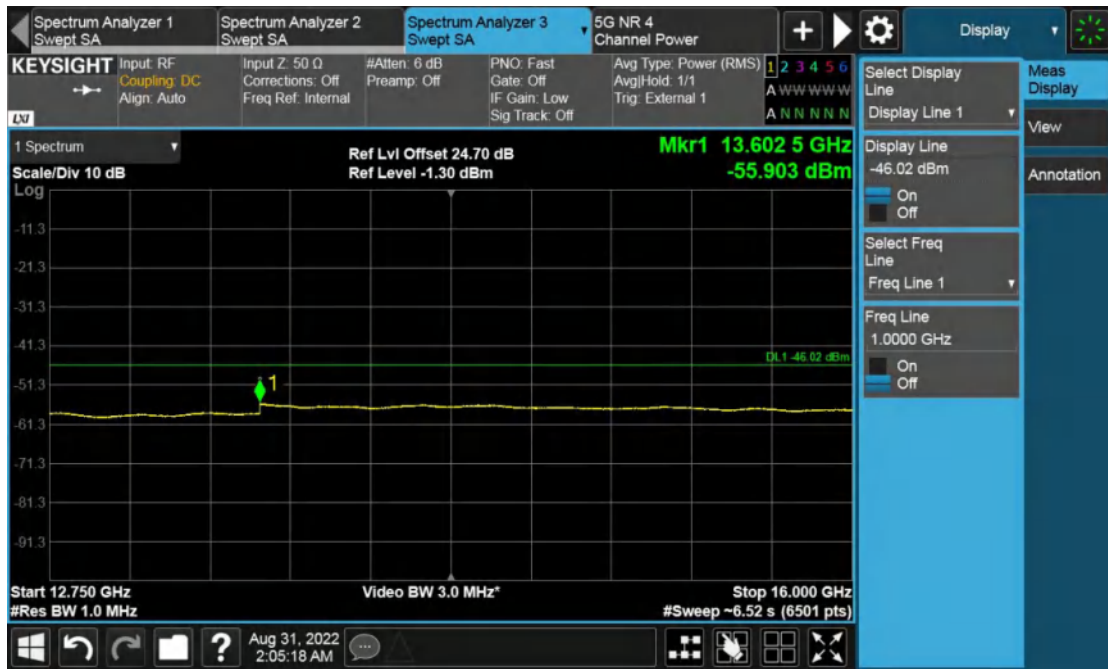 Spectrum Analyzer 1
Swept SA
Spectrum Analyzer 2
Swept SA
Spectrum Analyzer 3
Swept SA
5G NR 4
Channel Power
Display
KEYSIGHT
LXI
Input: RF
Coupling: DC
Align: Auto
Input Z: 50 Ω
Corrections: Off
Freq Ref: Internal
#Atten: 6 dB
Preamp: Off
PNO: Fast
Gate: Off
IF Gain: Low
Sig Track: Off
Avg Type: Power (RMS)
Avg|Hold: 1/1
Trig: External 1
1 2 3 4 5 6
A W W W W W
A N N N N N
1 Spectrum
Scale/Div 10 dB
Log
Ref Lvl Offset 24.70 dB
Ref Level -1.30 dBm
Mkr1 13.602 5 GHz
-55.903 dBm
-11.3
-21.3
-31.3
-41.3
DL1 -46.02 dBm
-51.3
1
-61.3
-71.3
-81.3
-91.3
Start 12.750 GHz
#Res BW 1.0 MHz
Video BW 3.0 MHz*
Stop 16.000 GHz
#Sweep ~6.52 s (6501 pts)
Select Display
Line
Display Line 1
Display Line
-46.02 dBm
On
Off
Select Freq
Line
Freq Line 1
Freq Line
1.0000 GHz
On
Off
Meas
Display
View
Annotation
Aug 31, 2022
2:05:18 AM